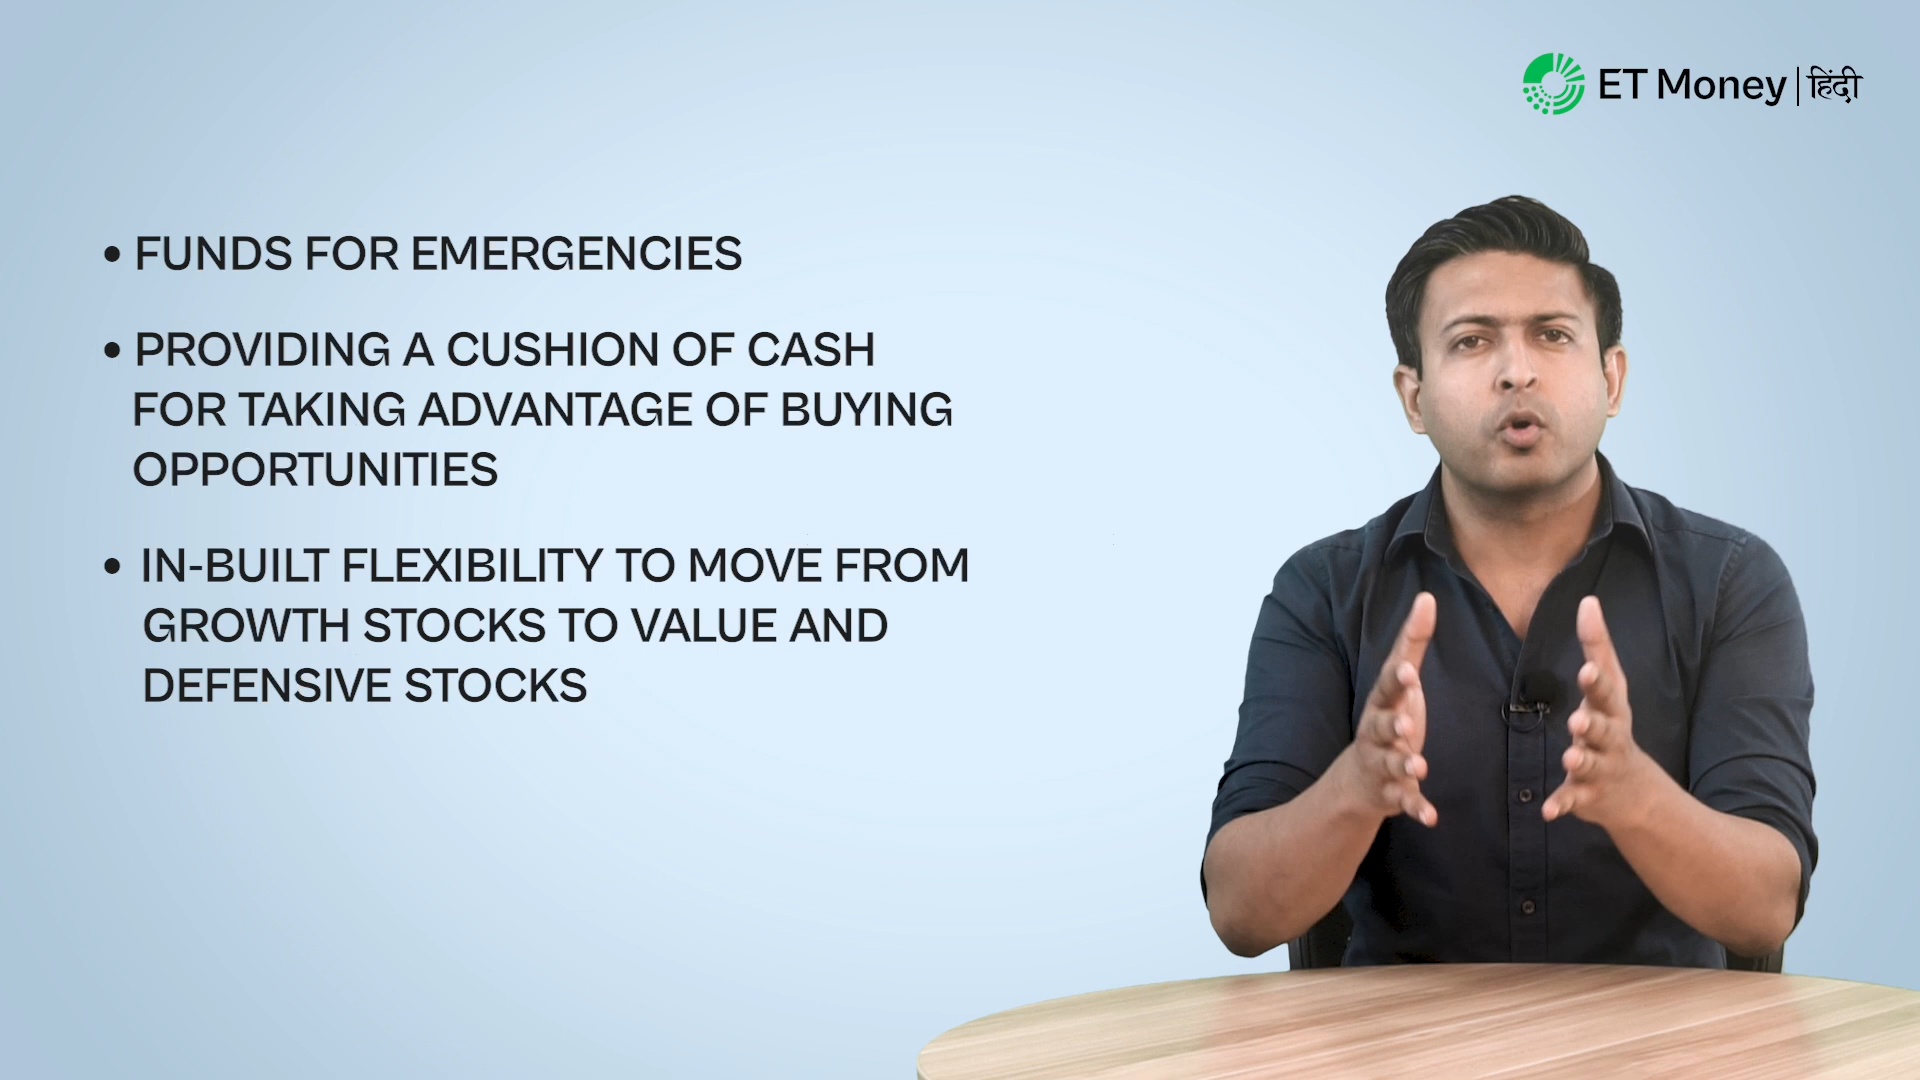 ET Money | हिंदी
• FUNDS FOR EMERGENCIES
• PROVIDING A CUSHION OF CASH
FOR TAKING ADVANTAGE OF BUYING
OPPORTUNITIES
• IN-BUILT FLEXIBILITY TO MOVE FROM
GROWTH STOCKS TO VALUE AND
DEFENSIVE STOCKS